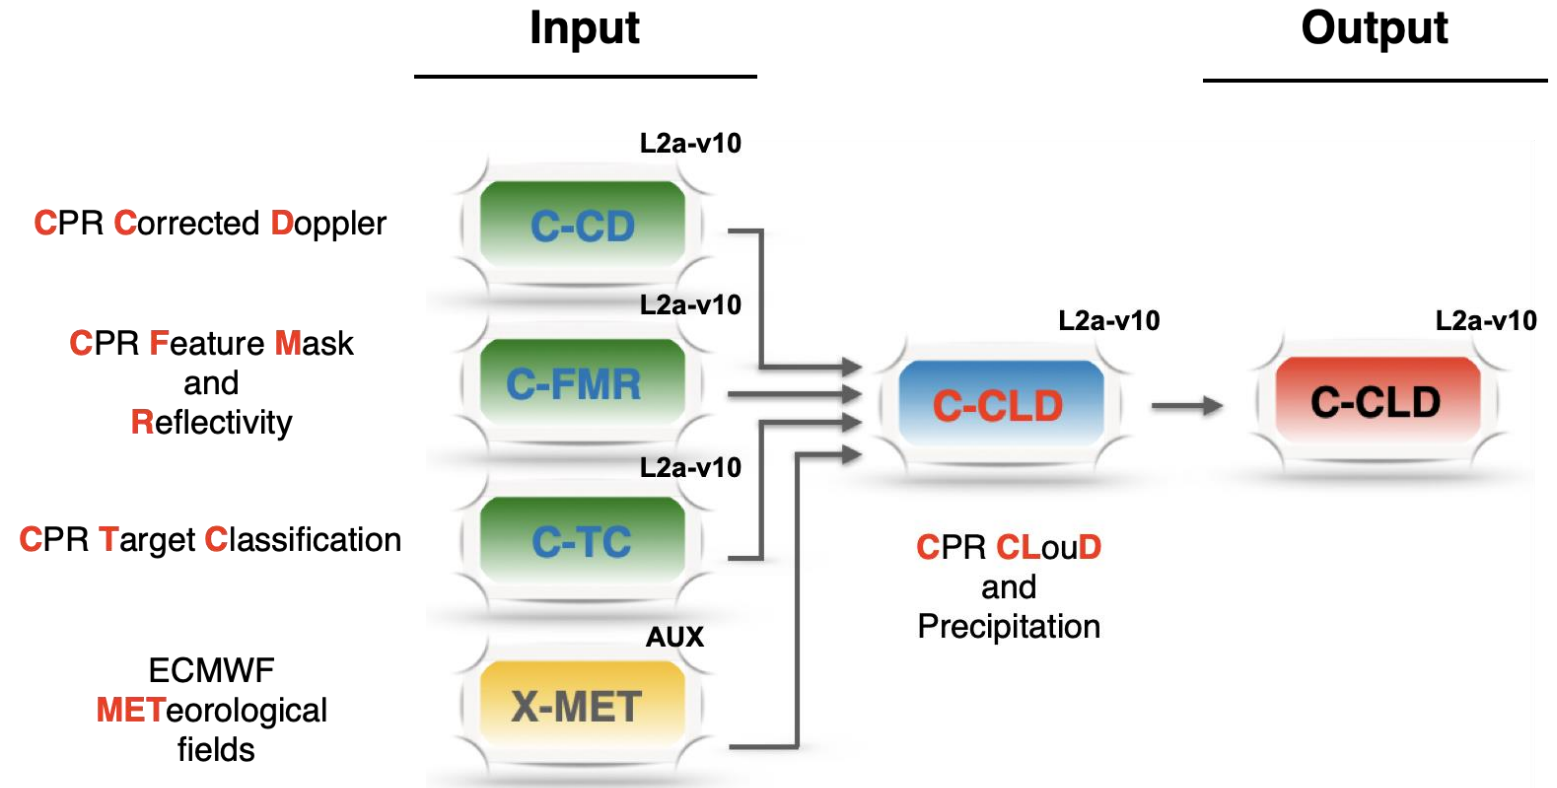 Input
Output
L2a-v10
CPR Corrected Doppler
C-CD
L2a-v10
CPR Feature Mask
and
Reflectivity
C-FMR
L2a-v10
CPR Target Classification
C-TC
AUX
ECMWF
METeorological
fields
X-MET
L2a-v10
C-CLD
CPR CLouD
and
Precipitation
L2a-v10
C-CLD